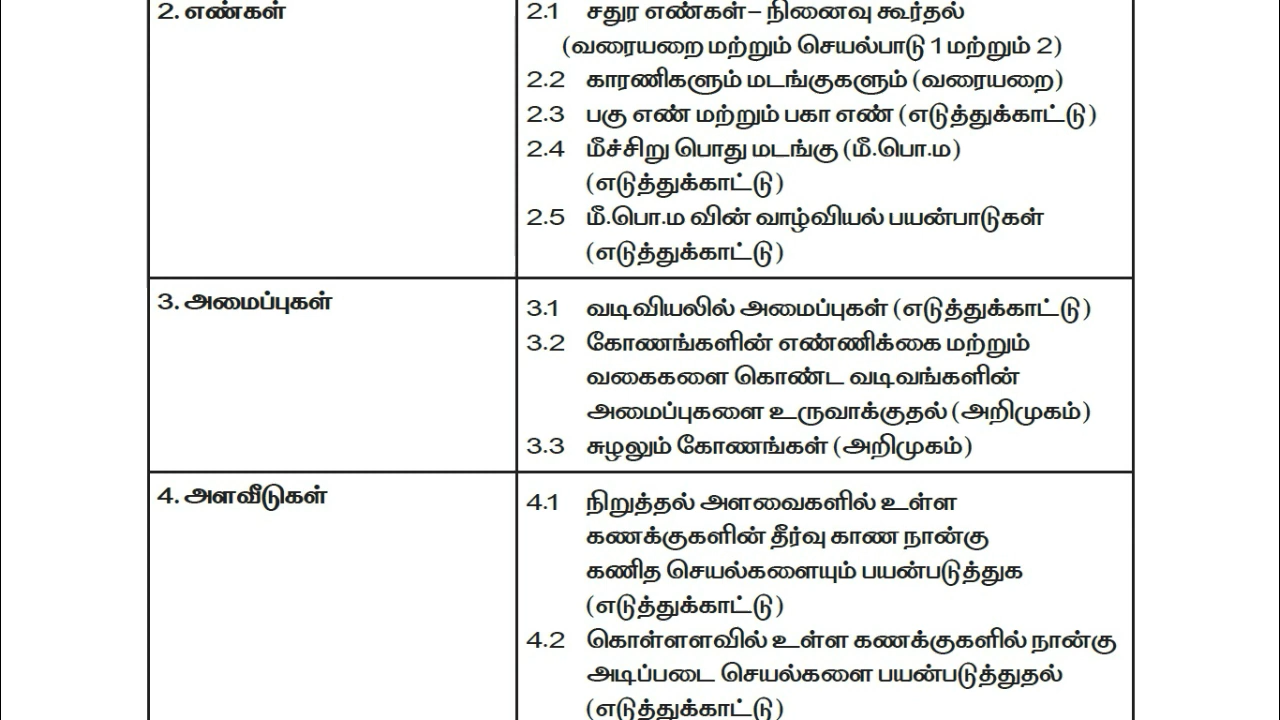 2. எண்கள்
2.1 சதுர எண்கள்– நினைவு கூர்தல்
(வரையறை மற்றும் செயல்பாடு 1 மற்றும் 2)
2.2 காரணிகளும் மடங்குகளும் (வரையறை)
2.3 பகு எண் மற்றும் பகா எண் (எடுத்துக்காட்டு)
2.4 மீச்சிறு பொது மடங்கு (மீ.பொ.ம)
(எடுத்துக்காட்டு)
2.5 மீ.பொ.ம வின் வாழ்வியல் பயன்பாடுகள்
(எடுத்துக்காட்டு)
3. அமைப்புகள்
3.1 வடிவியலில் அமைப்புகள் (எடுத்துக்காட்டு)
3.2 கோணங்களின் எண்ணிக்கை மற்றும்
வகைகளை கொண்ட வடிவங்களின்
அமைப்புகளை உருவாக்குதல் (அறிமுகம்)
3.3 சுழலும் கோணங்கள் (அறிமுகம்)
4. அளவீடுகள்
4.1 நிறுத்தல் அளவைகளில் உள்ள
கணக்குகளின் தீர்வு காண நான்கு
கணித செயல்களையும் பயன்படுத்துக
(எடுத்துக்காட்டு)
4.2 கொள்ளளவில் உள்ள கணக்குகளில் நான்கு
அடிப்படை செயல்களை பயன்படுத்துதல்
(எடுத்துக்காட்டு)